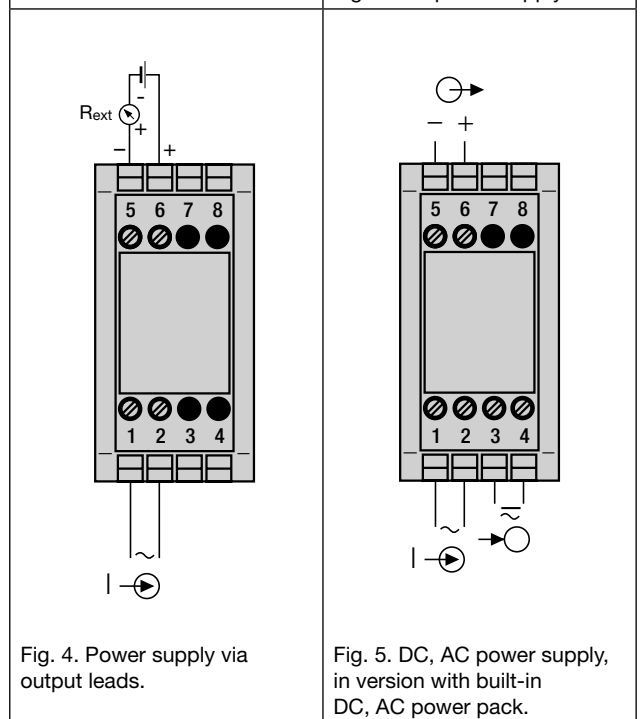 Rext
-
+
− +
5 6 7 8
1 2 3 4
~
I
Fig. 4. Power supply via
output leads.
− +
5 6 7 8
1 2 3 4
~
I
Fig. 5. DC, AC power supply,
in version with built-in
DC, AC power pack.